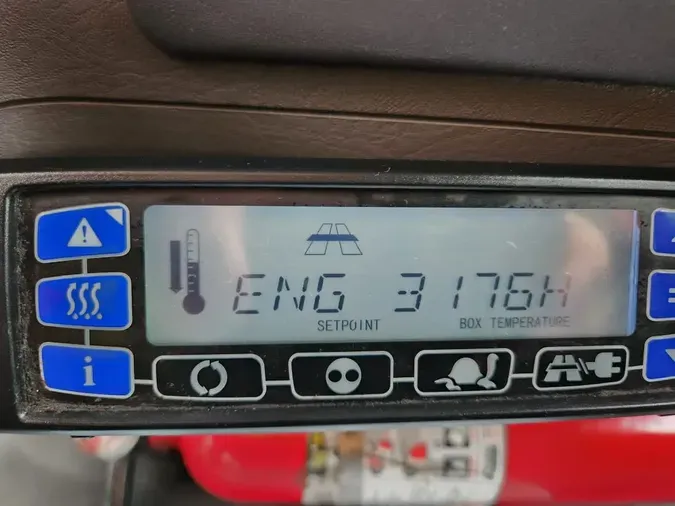 ENG 3176H
SETPOINT BOX TEMPERATURE
i